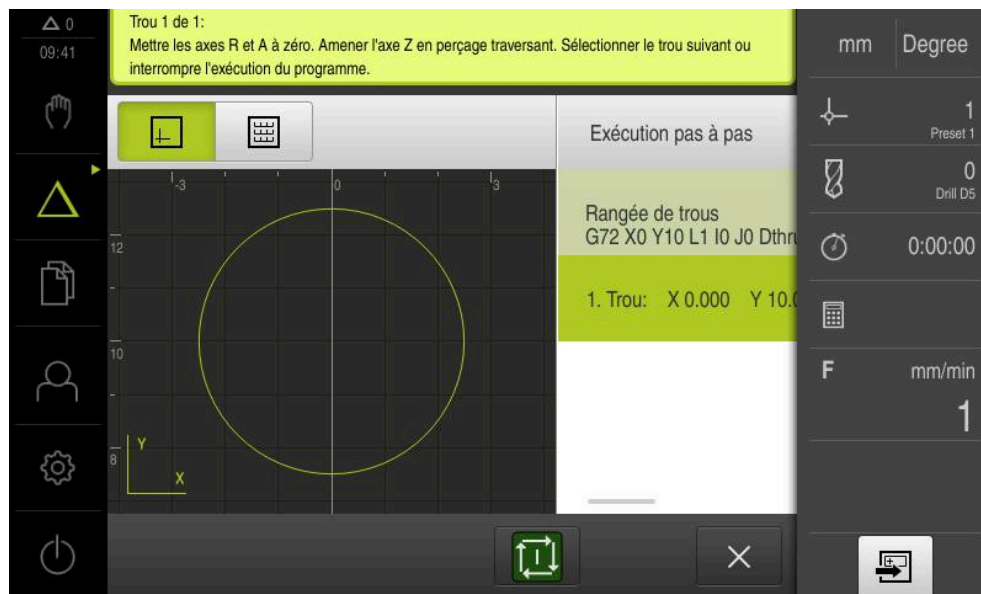 0
09:41
Trou 1 de 1:
Mettre les axes R et A à zéro. Amener l'axe Z en perçage traversant. Sélectionner le trou suivant ou
interrompre l'exécution du programme.
mm Degree
Exécution pas à pas
1
Preset 1
-3 0 3
0
Drill D5
Rangée de trous
G72 X0 Y10 L1 I0 J0 Dthru
12
0:00:00
1. Trou: X 0.000 Y 10.0
10
F mm/min
1
Y
8
X